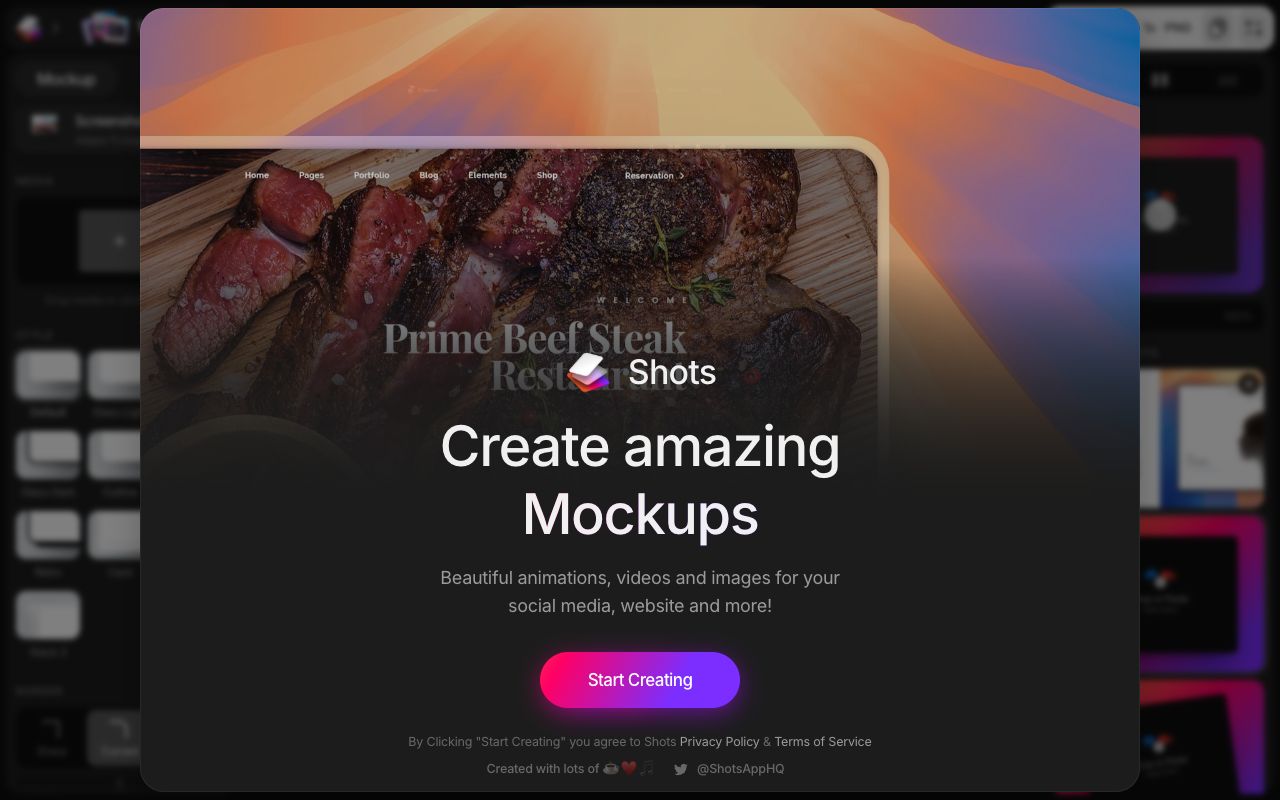 Mockup
Home Pages Portfolio Blog Elements Shop Reservation
WELCOME
Prime Beef Steak
Restaurant
Shots
Create amazing
Mockups
Beautiful animations, videos and images for your
social media, website and more!
Start Creating
By Clicking "Start Creating" you agree to Shots Privacy Policy & Terms of Service
Created with lots of ☕❤️🎵 @ShotsAppHQ